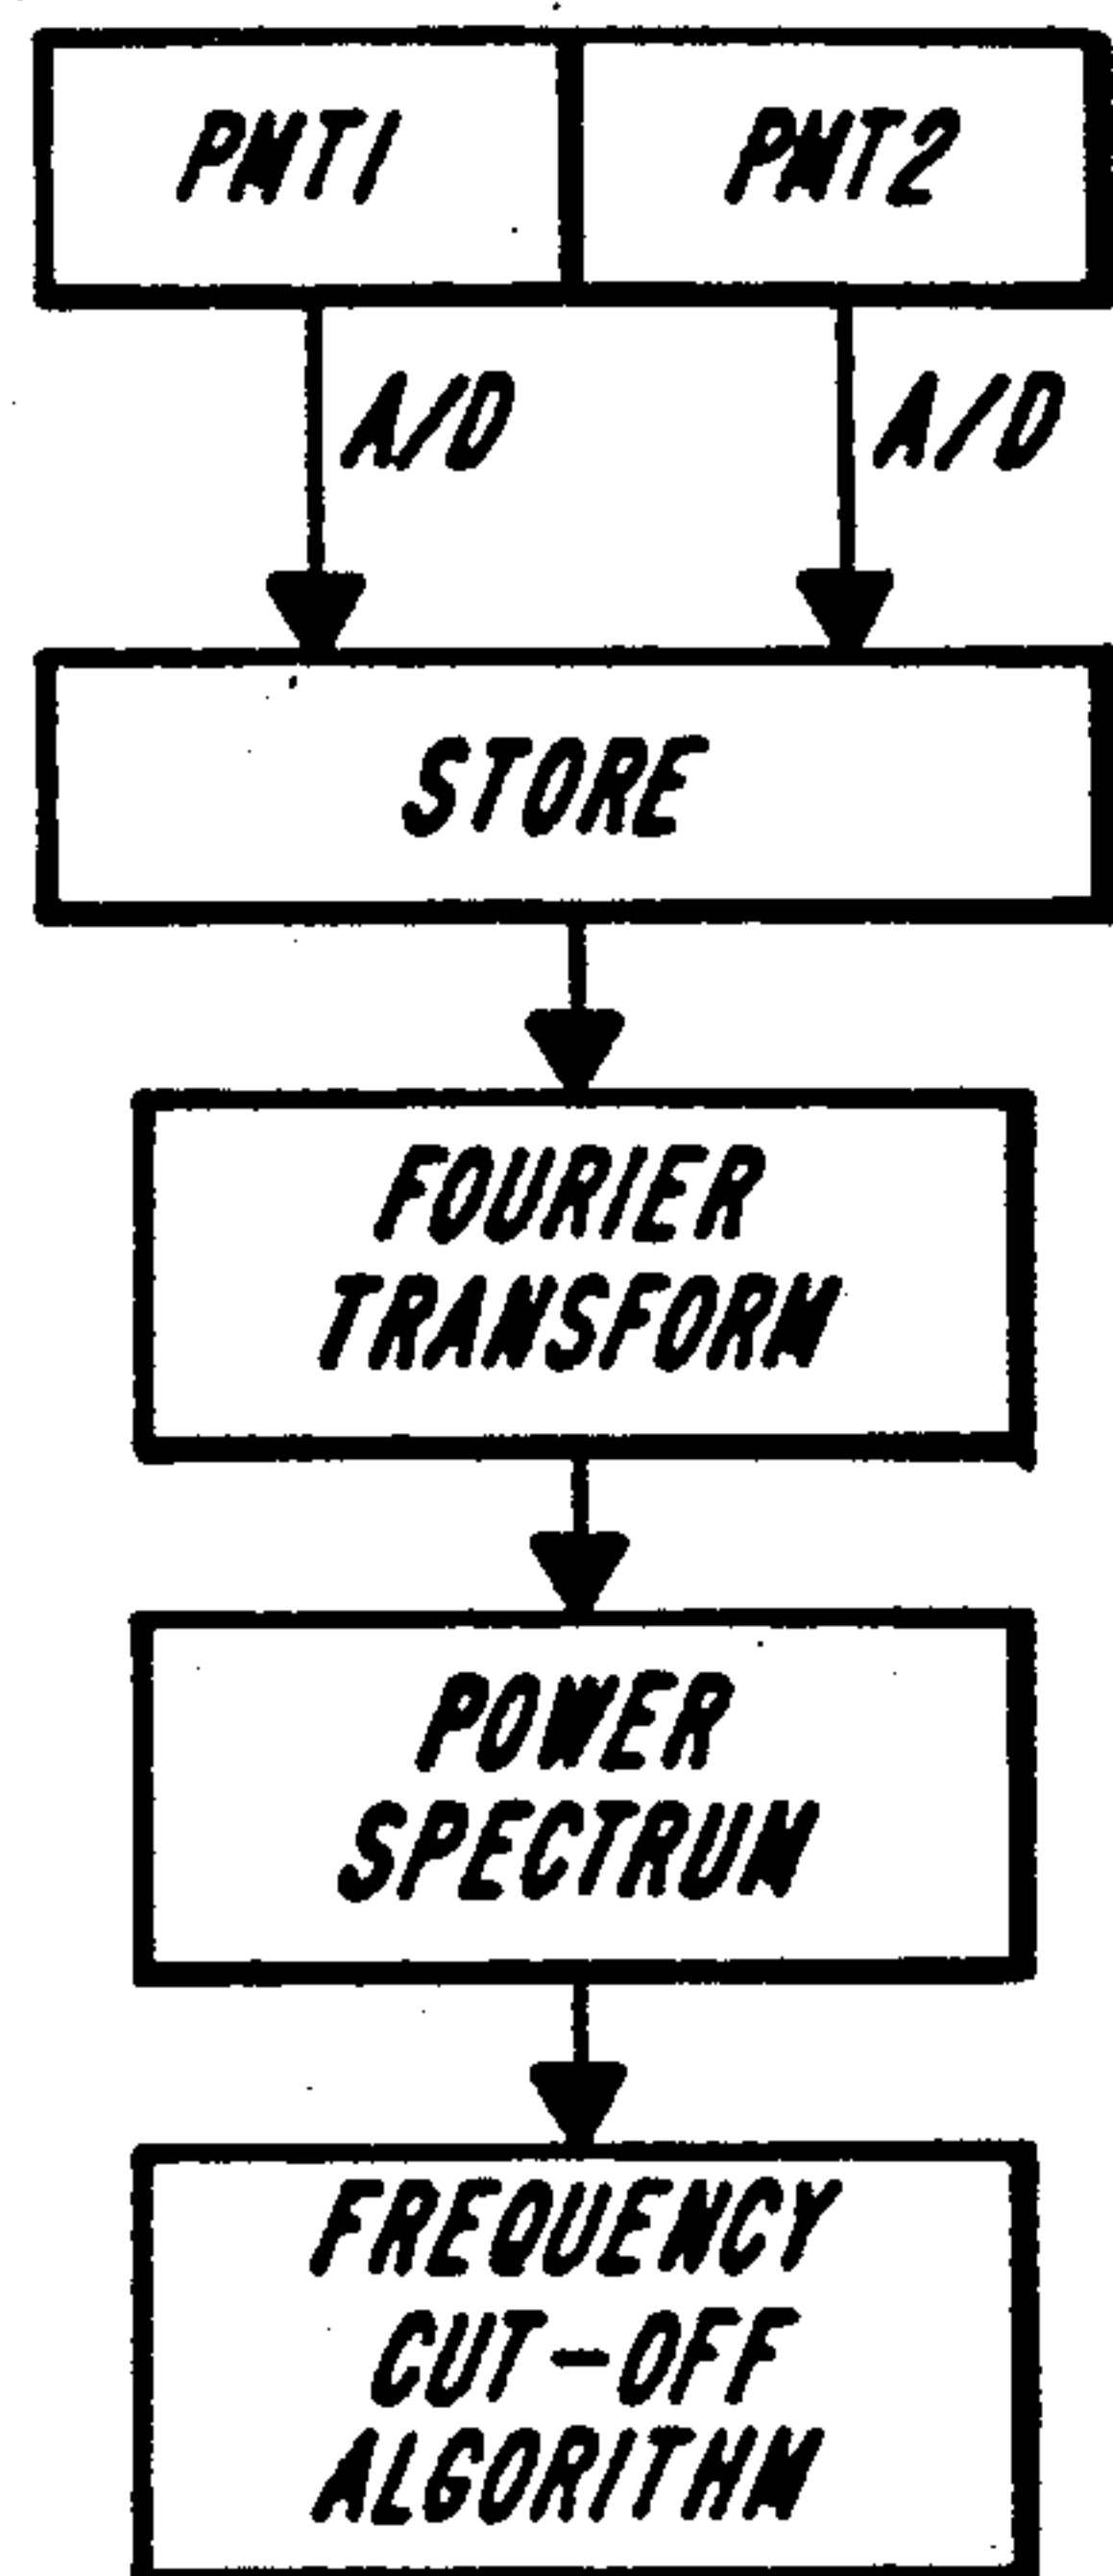 PMT1 PMT2
A/D A/D
STORE
FOURIER
TRANSFORM
POWER
SPECTRUM
FREQUENCY
CUT-OFF
ALGORITHM